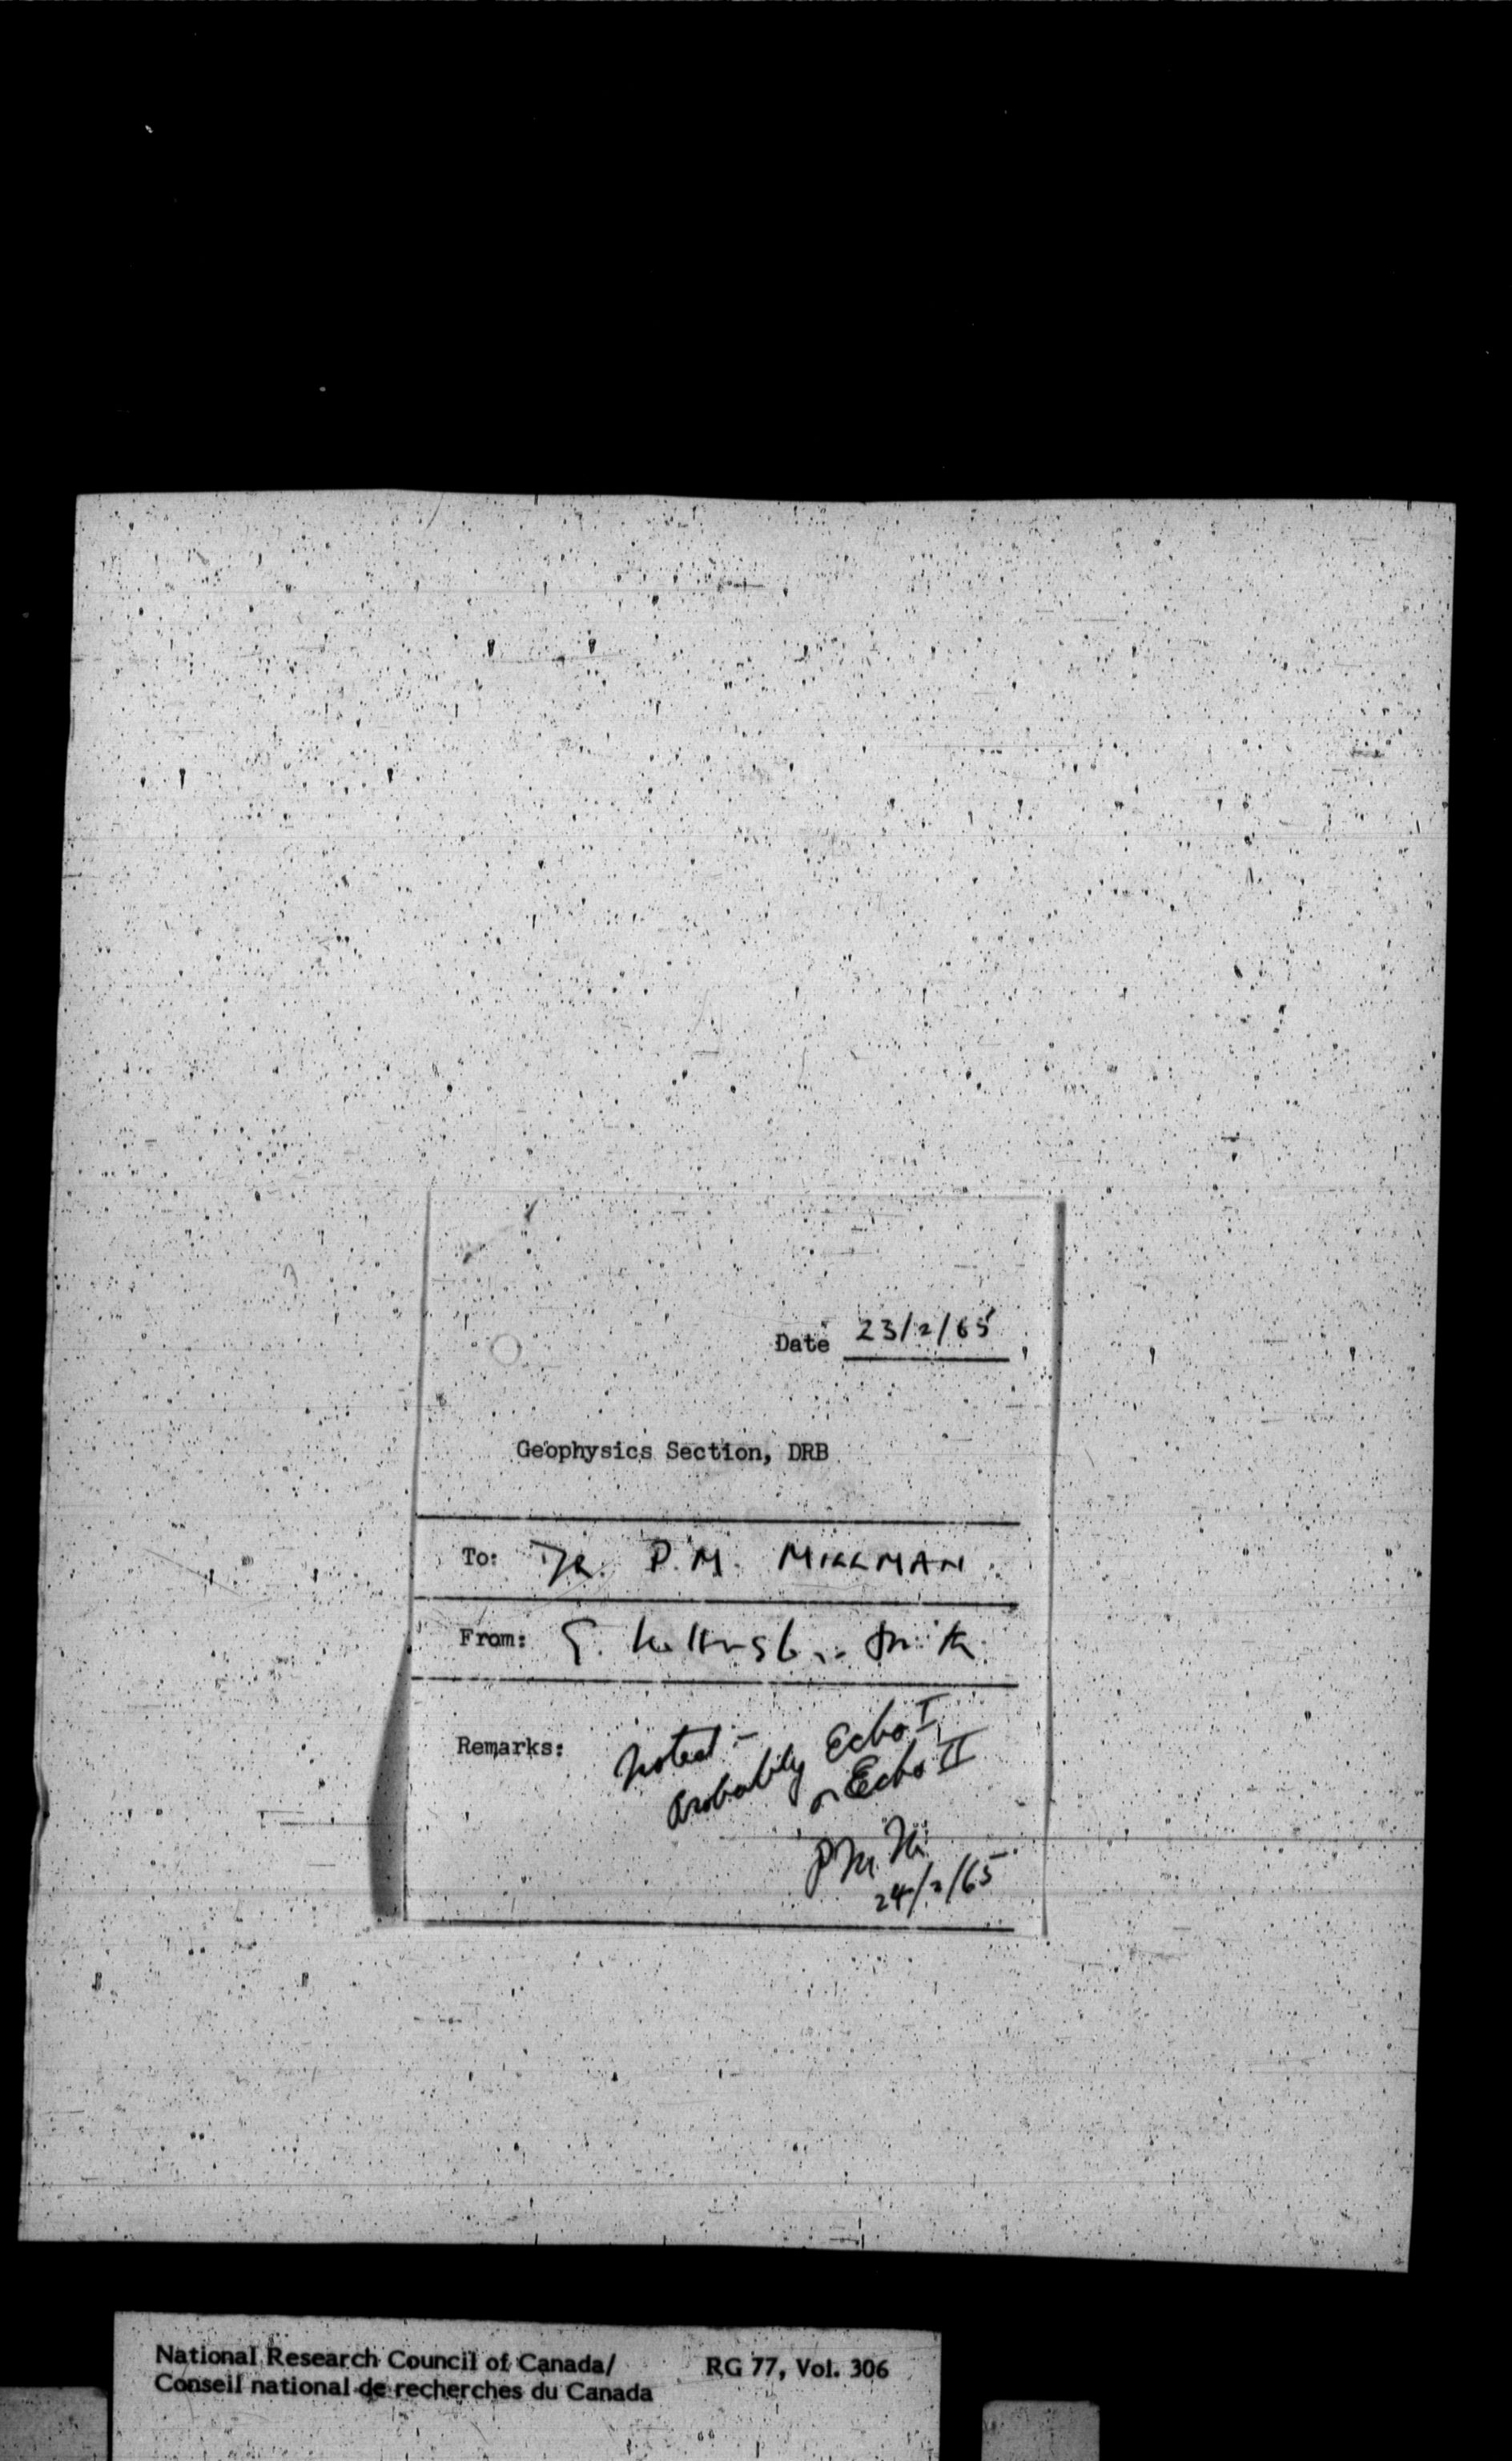 Date 23/2/65
Geophysics Section, DRB
To: Dr. P.M. MILLMAN
From: G.
Remarks: Noted -
Probably Echo I
or Echo II
PMM
24/2/65
National Research Council of Canada/ RG 77, Vol. 306
Conseil national de recherches du Canada